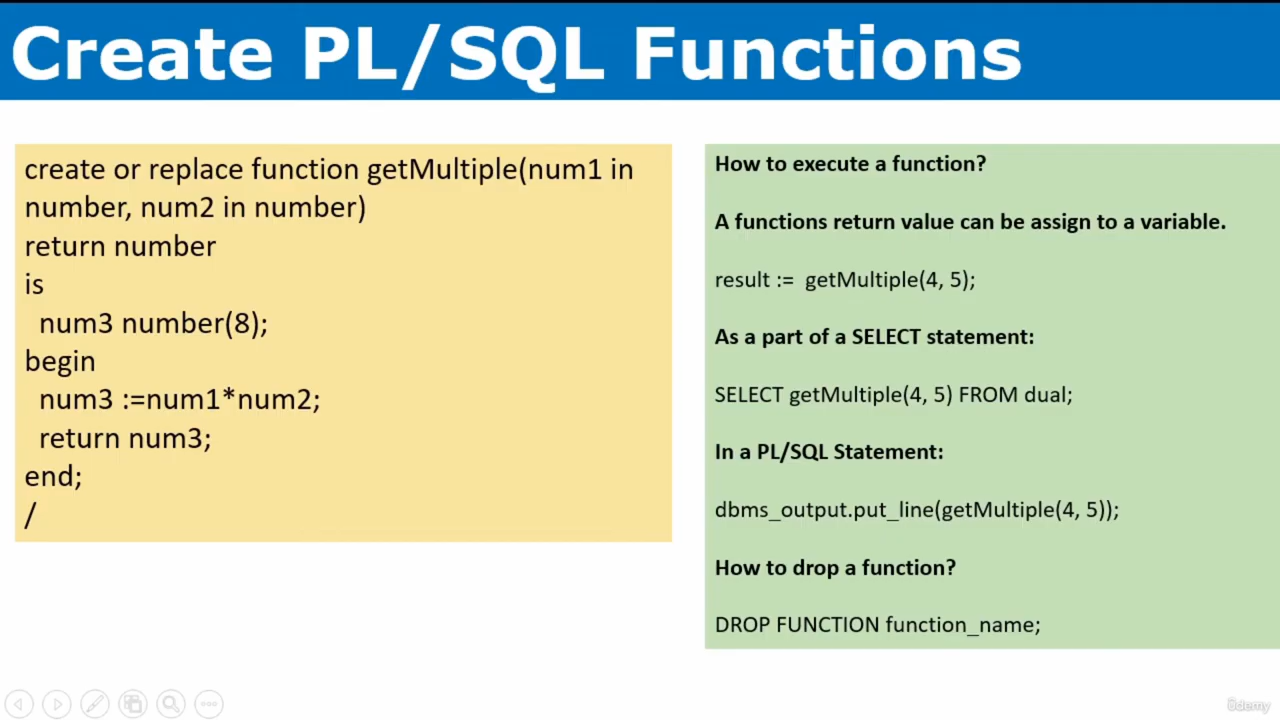 Create PL/SQL Functions
create or replace function getMultiple(num1 in
number, num2 in number)
return number
is
num3 number(8);
begin
num3 :=num1*num2;
return num3;
end;
/
How to execute a function?
A functions return value can be assign to a variable.
result := getMultiple(4, 5);
As a part of a SELECT statement:
SELECT getMultiple(4, 5) FROM dual;
In a PL/SQL Statement:
dbms_output.put_line(getMultiple(4, 5));
How to drop a function?
DROP FUNCTION function_name;
ûdemy